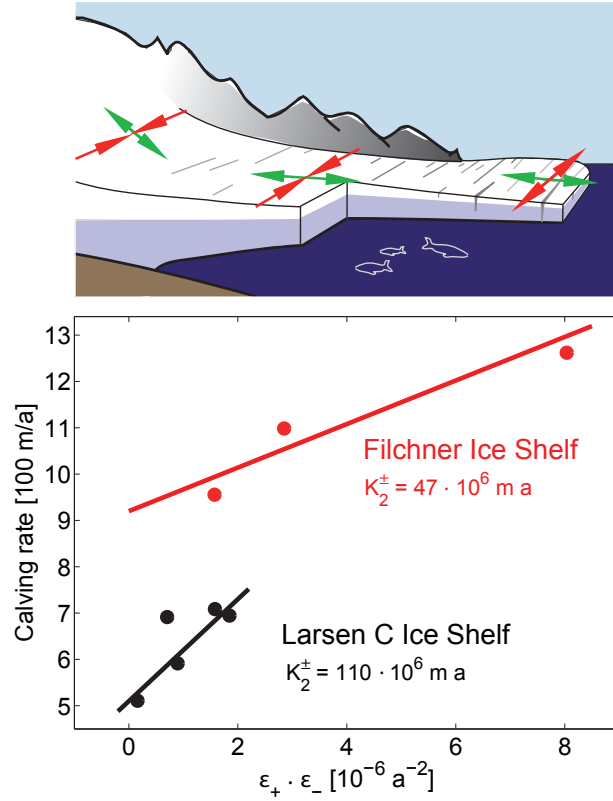 13
12
11
10
9
8
7
6
5
Calving rate [100 m/a]
Filchner Ice Shelf
K₂± = 47 · 10⁶ m a
Larsen C Ice Shelf
K₂± = 110 · 10⁶ m a
0 2 4 6 8
ε₊ · ε₋ [10⁻⁶ a⁻²]